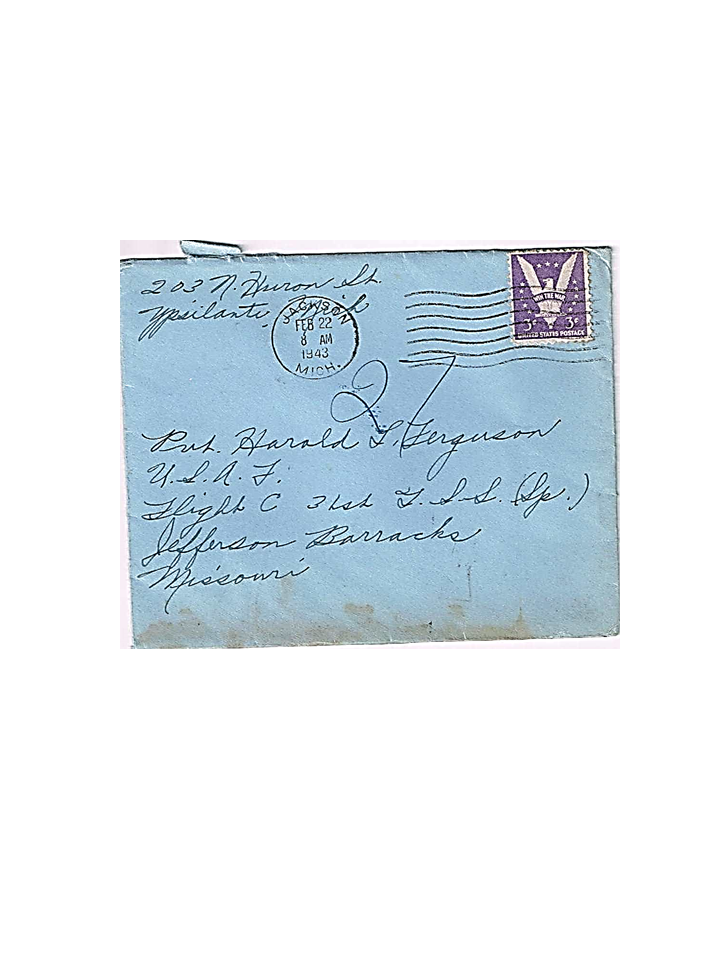 203 N. Huron St.
Ypsilanti, Mich
JACKSON
FEB 22
8 AM
1943
MICH.
WIN THE WAR
3¢ 3¢
UNITED STATES POSTAGE
27
Pvt. Harold L. Ferguson
U.S.A.F.
Flight C 31st T.S.S. (Sp.)
Jefferson Barracks
Missouri